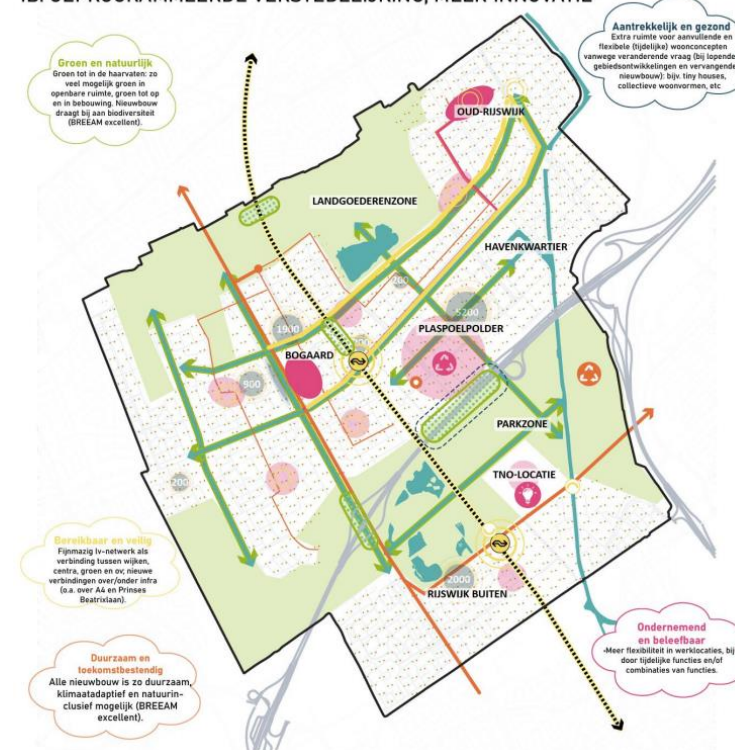 Groen en natuurlijk
Groen tot in de haarvaten: zo
veel mogelijk groen in
openbare ruimte, groen tot op
en in bebouwing. Nieuwbouw
draagt bij aan biodiversiteit
(BREEAM excellent).
Aantrekkelijk en gezond
Extra ruimte voor aanvullende en
flexibele (tijdelijke) woonconcepten
vanwege veranderende vraag (bij lopende
gebiedsontwikkelingen en vervangende
nieuwbouw): bijv. tiny houses,
collectieve woonvormen, etc
OUD-RIJSWIJK
LANDGOEDERENZONE
HAVENKWARTIER
5200
1900
PLASPOELPOLDER
BOGAARD
900
PARKZONE
TNO-LOCATIE
200
2000
RIJSWIJK BUITEN
Bereikbaar en veilig
Fijnmazig lv-netwerk als
verbinding tussen wijken,
centra, groen en ov; nieuwe
verbindingen over/onder infra
(o.a. over A4 en Prinses
Beatrixlaan).
Duurzaam en
toekomstbestendig
Alle nieuwbouw is zo duurzaam,
klimaatadaptief en natuurin-
clusief mogelijk (BREEAM
excellent).
Ondernemend
en beleefbaar
-Meer flexibiliteit in werklocaties, bij
door tijdelijke functies en/of
combinaties van functies.